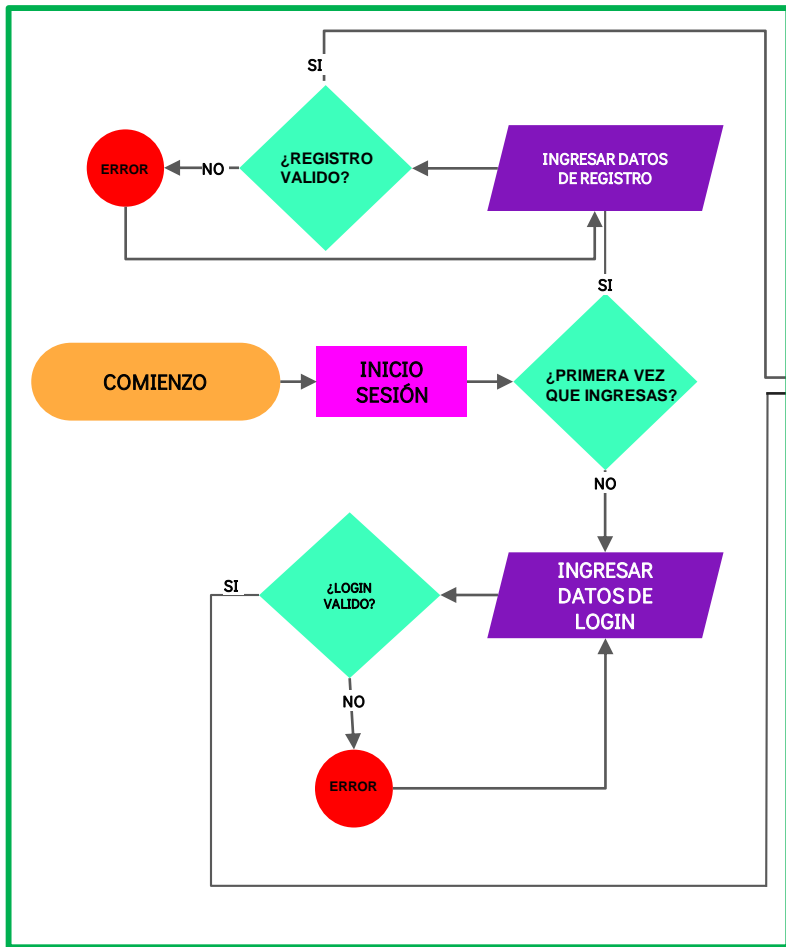 SI
¿REGISTRO
VALIDO?
NO
ERROR
INGRESAR DATOS
DE REGISTRO
SI
COMIENZO
INICIO
SESIÓN
¿PRIMERA VEZ
QUE INGRESAS?
NO
INGRESAR
DATOS DE
LOGIN
¿LOGIN
VALIDO?
SI
NO
ERROR